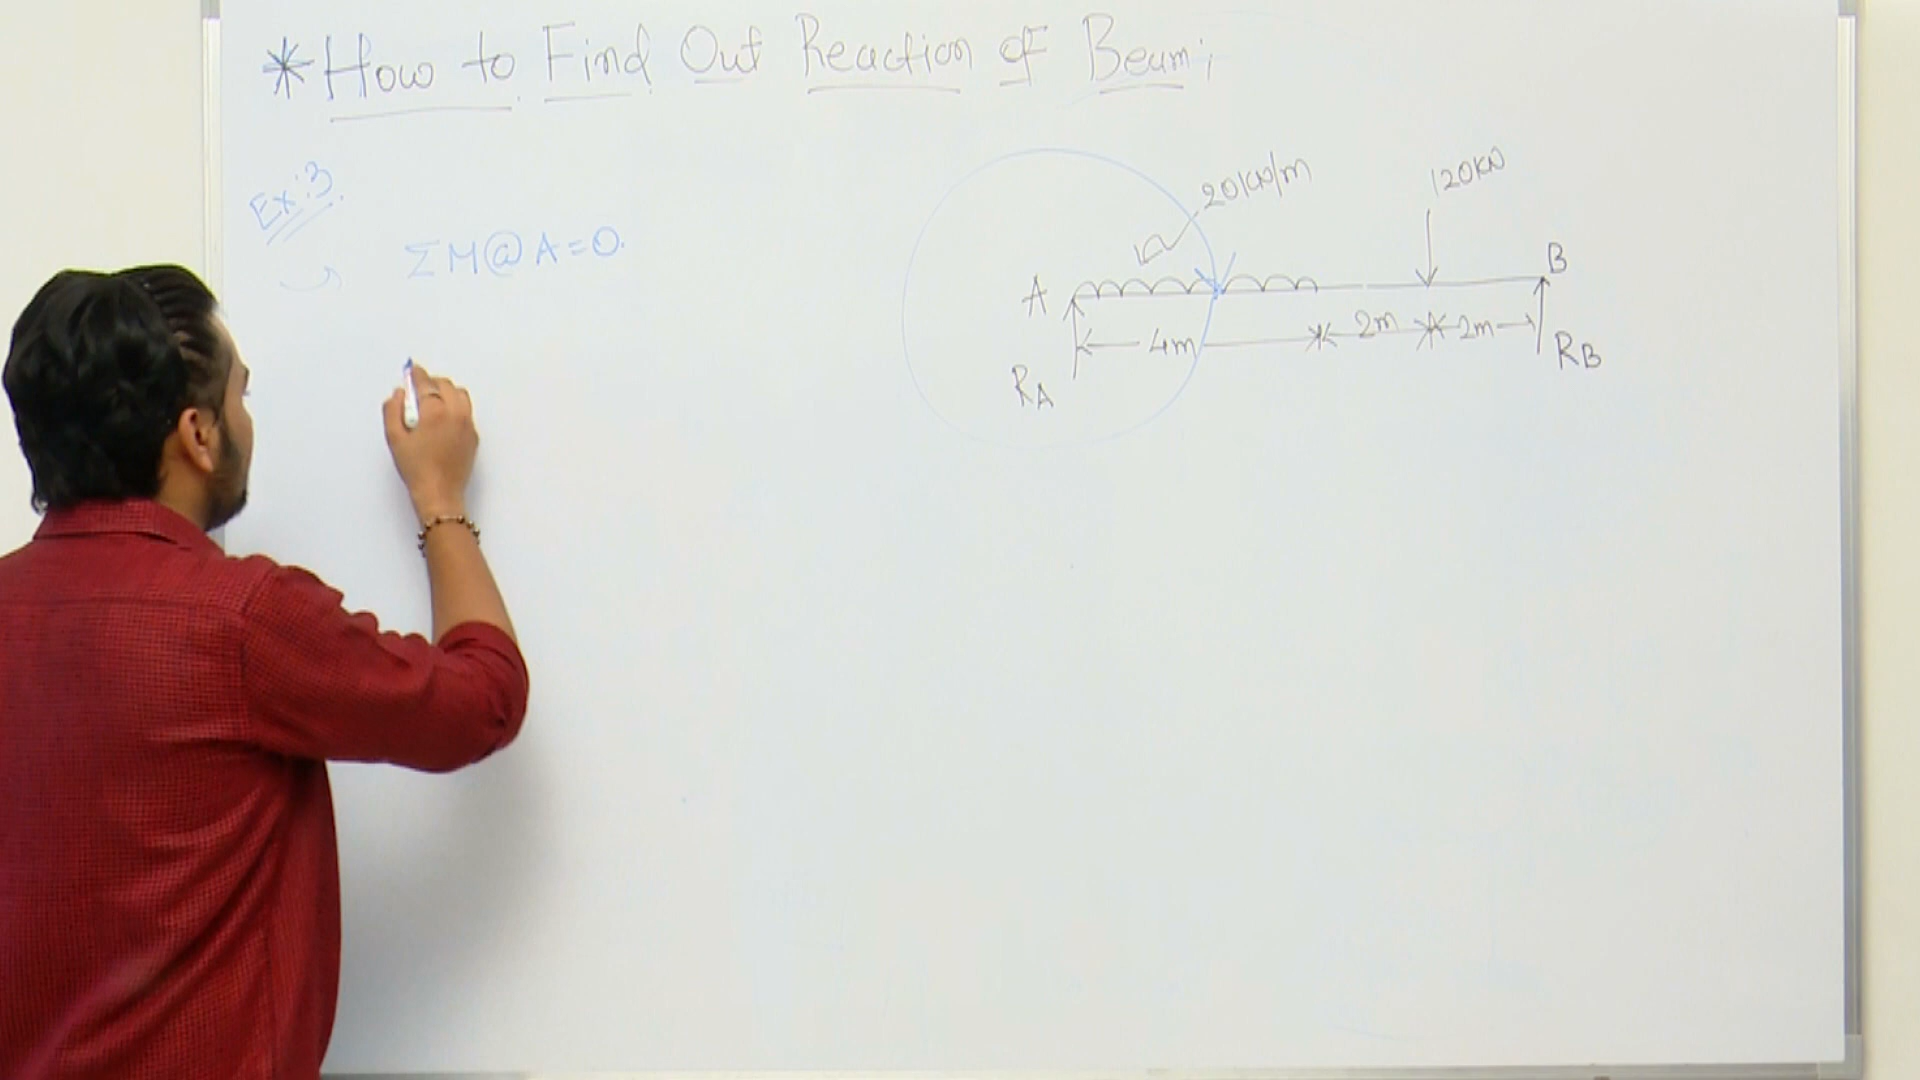 *How to Find Out Reaction of Beam:
Ex:3.
ΣM@A=0.
20KN/m
120KN
A
B
4m
2m
2m
RA
RB